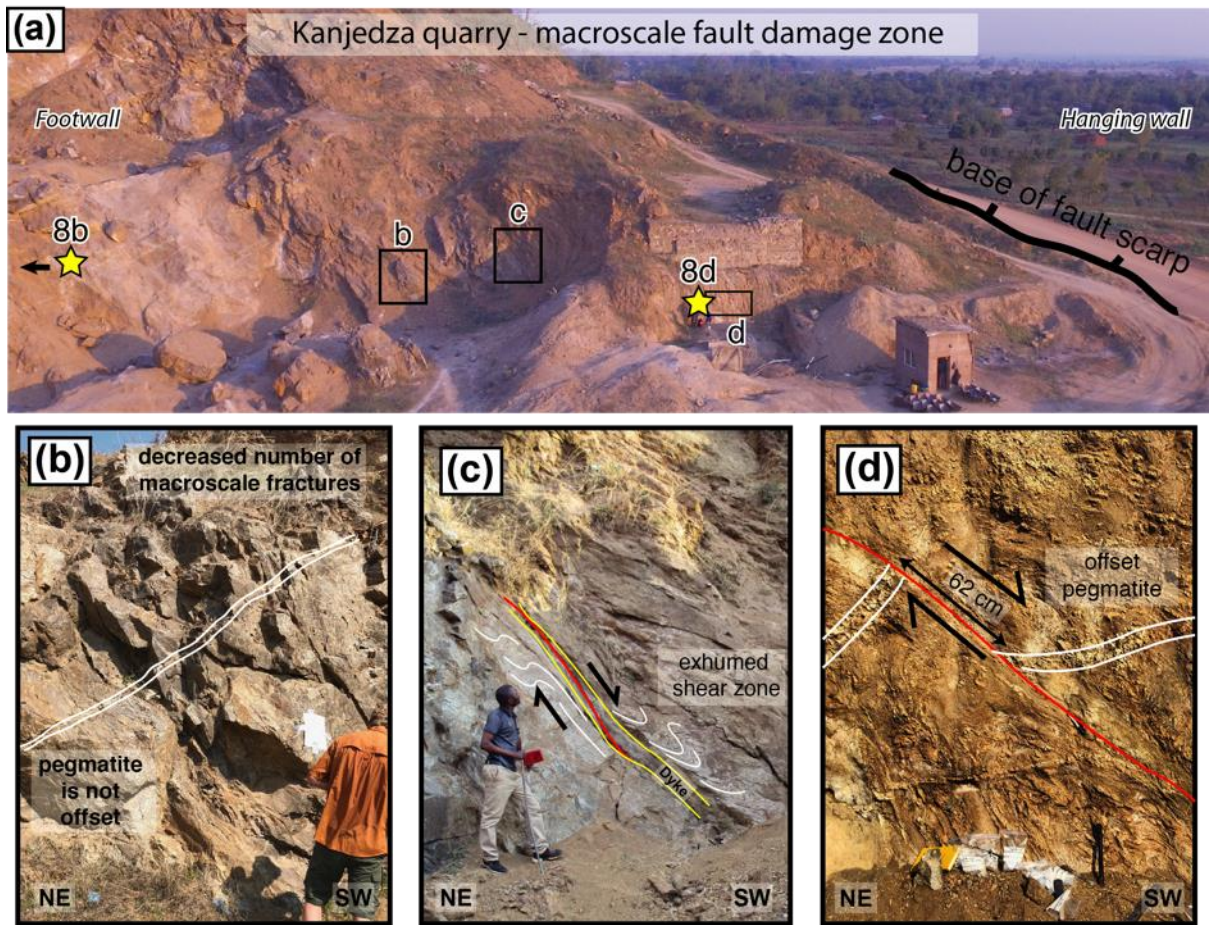 (a)
Kanjedza quarry - macroscale fault damage zone
Footwall
Hanging wall
base of fault scarp
8b
b
c
8d
d
(b)
decreased number of
macroscale fractures
pegmatite
is not
offset
NE
SW
(c)
exhumed
shear zone
Dyke
NE
SW
(d)
62 cm
offset
pegmatite
NE
SW